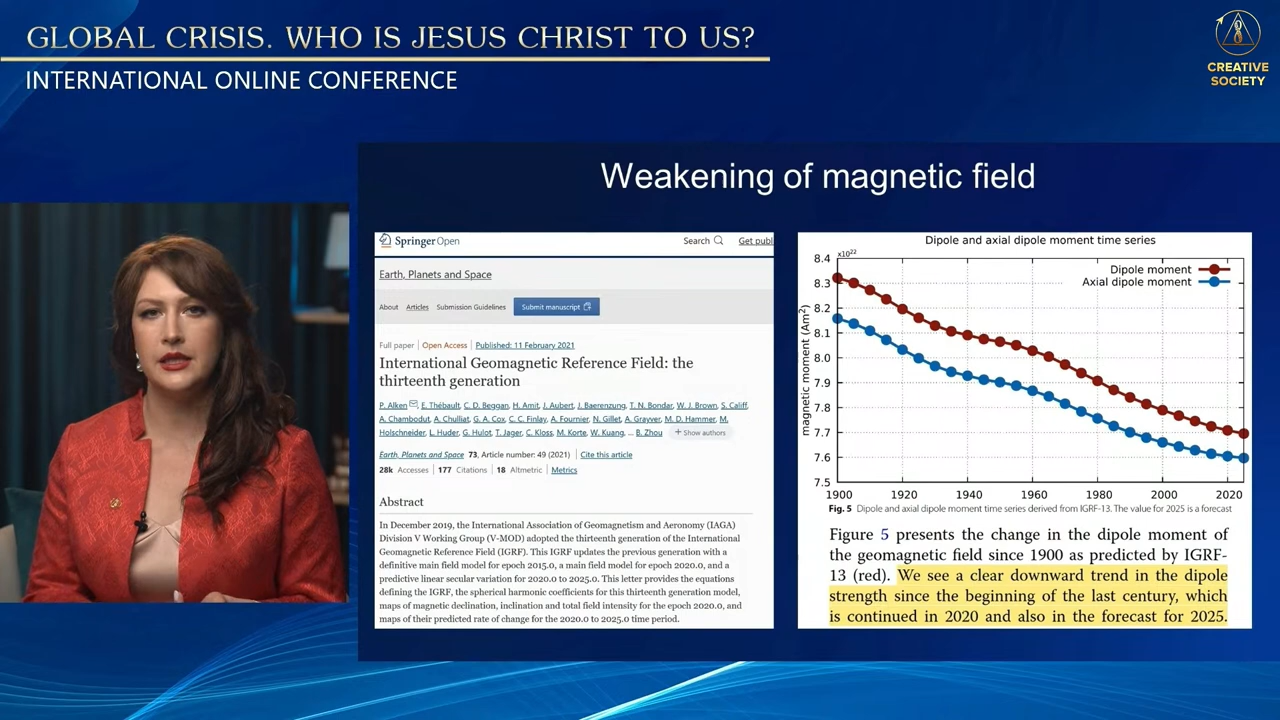 GLOBAL CRISIS. WHO IS JESUS CHRIST TO US?
INTERNATIONAL ONLINE CONFERENCE
CREATIVE
SOCIETY
Weakening of magnetic field
SpringerOpen
Search
Get publ
Earth, Planets and Space
About
Articles
Submission Guidelines
Submit manuscript
Full paper | Open Access | Published: 11 February 2021
International Geomagnetic Reference Field: the
thirteenth generation
P. Alken, E. Thébault, C. D. Beggan, H. Amit, J. Aubert, J. Baerenzung, T. N. Bondar, W. J. Brown, S. Califf,
A. Chambodut, A. Chulliat, G. A. Cox, C. C. Finlay, A. Fournier, N. Gillet, A. Grayver, M. D. Hammer, M.
Holschneider, L. Huder, G. Hulot, T. Jager, C. Kloss, M. Korte, W. Kuang, ... B. Zhou + Show authors
Earth, Planets and Space 73, Article number: 49 (2021) | Cite this article
28k Accesses | 177 Citations | 18 Altmetric | Metrics
Abstract
In December 2019, the International Association of Geomagnetism and Aeronomy (IAGA)
Division V Working Group (V-MOD) adopted the thirteenth generation of the International
Geomagnetic Reference Field (IGRF). This IGRF updates the previous generation with a
definitive main field model for epoch 2015.0, a main field model for epoch 2020.0, and a
predictive linear secular variation for 2020.0 to 2025.0. This letter provides the equations
defining the IGRF, the spherical harmonic coefficients for this thirteenth generation model,
maps of magnetic declination, inclination and total field intensity for the epoch 2020.0, and
maps of their predicted rate of change for the 2020.0 to 2025.0 time period.
Dipole and axial dipole moment time series
x10²²
Dipole moment
Axial dipole moment
magnetic moment (Am²)
8.4
8.3
8.2
8.1
8.0
7.9
7.8
7.7
7.6
7.5
1900 1920 1940 1960 1980 2000 2020
Fig. 5 Dipole and axial dipole moment time series derived from IGRF-13. The value for 2025 is a forecast
Figure 5 presents the change in the dipole moment of
the geomagnetic field since 1900 as predicted by IGRF-
13 (red). We see a clear downward trend in the dipole
strength since the beginning of the last century, which
is continued in 2020 and also in the forecast for 2025.